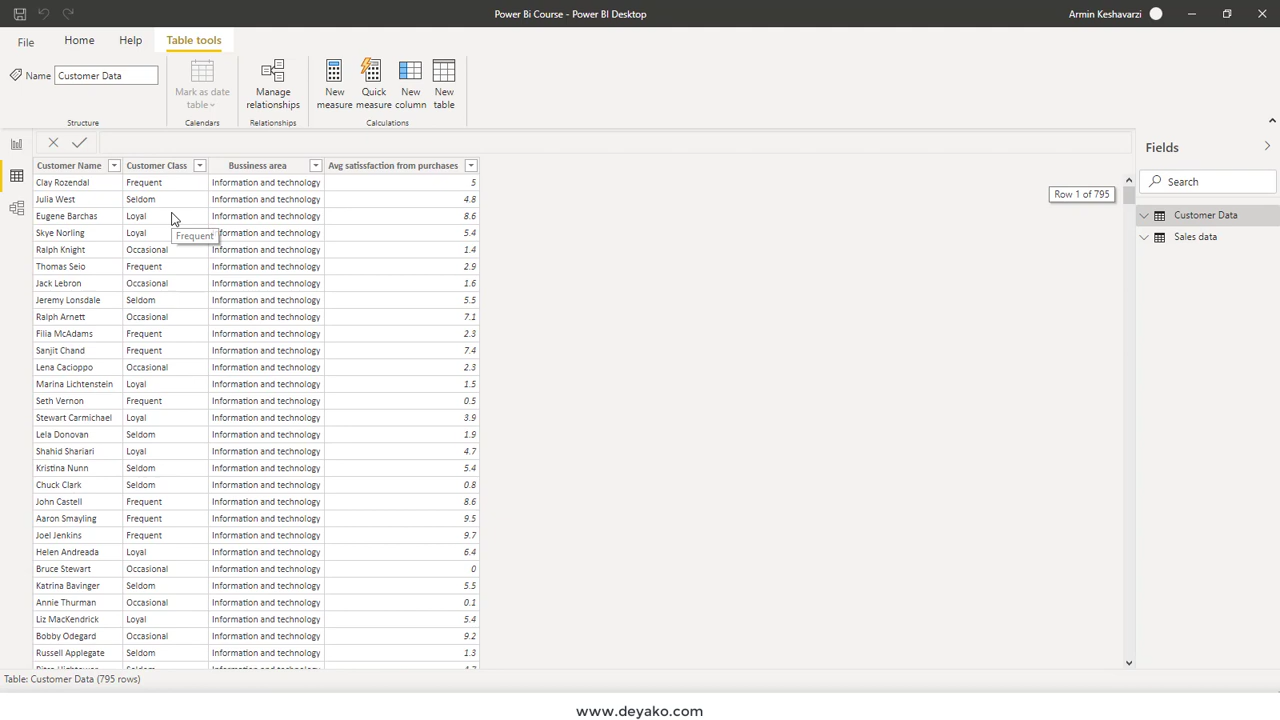 Power Bi Course - Power BI Desktop
Armin Keshavarzi
File Home Help Table tools
Name Customer Data
Mark as date table
Manage relationships
New measure
Quick measure
New column
New table
Structure
Calendars
Relationships
Calculations
Fields
Search
Customer Data
Sales data
Row 1 of 795
Customer Name Customer Class Bussiness area Avg satissfaction from purchases
Clay Rozendal Frequent Information and technology 5
Julia West Seldom Information and technology 4.8
Eugene Barchas Loyal Information and technology 8.6
Skye Norling Loyal Information and technology 5.4
Frequent
Ralph Knight Occasional Information and technology 1.4
Thomas Seio Frequent Information and technology 2.9
Jack Lebron Occasional Information and technology 1.6
Jeremy Lonsdale Seldom Information and technology 5.5
Ralph Arnett Occasional Information and technology 7.1
Filia McAdams Frequent Information and technology 2.3
Sanjit Chand Frequent Information and technology 7.4
Lena Cacioppo Occasional Information and technology 2.3
Marina Lichtenstein Loyal Information and technology 1.5
Seth Vernon Frequent Information and technology 0.5
Stewart Carmichael Loyal Information and technology 3.9
Lela Donovan Seldom Information and technology 1.9
Shahid Shariari Loyal Information and technology 4.7
Kristina Nunn Seldom Information and technology 5.4
Chuck Clark Seldom Information and technology 0.8
John Castell Frequent Information and technology 8.6
Aaron Smayling Frequent Information and technology 9.5
Joel Jenkins Frequent Information and technology 9.7
Helen Andreada Loyal Information and technology 6.4
Bruce Stewart Occasional Information and technology 0
Katrina Bavinger Seldom Information and technology 5.5
Annie Thurman Occasional Information and technology 0.1
Liz MacKendrick Loyal Information and technology 5.4
Bobby Odegard Occasional Information and technology 9.2
Russell Applegate Seldom Information and technology 1.3
Table: Customer Data (795 rows)
www.deyako.com